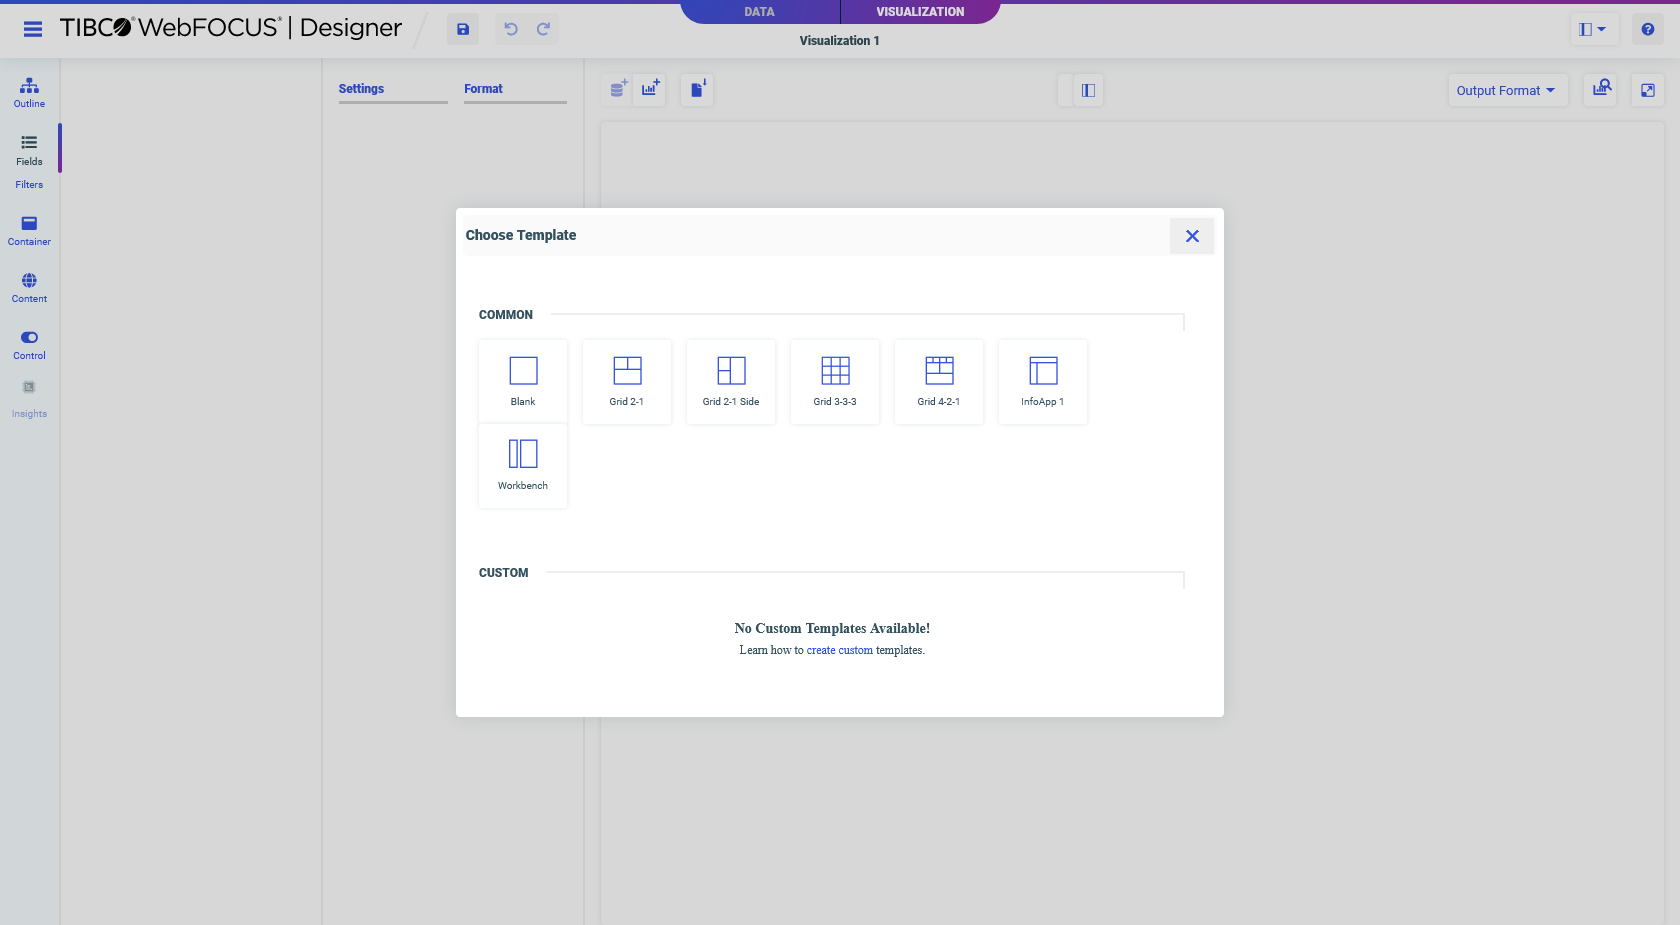 DATA
VISUALIZATION
TIBCO® WebFOCUS® | Designer
Visualization 1
Outline
Fields
Filters
Container
Content
Control
Insights
Settings
Format
Output Format
Choose Template
COMMON
Blank
Grid 2-1
Grid 2-1 Side
Grid 3-3-3
Grid 4-2-1
InfoApp 1
Workbench
CUSTOM
No Custom Templates Available!
Learn how to create custom templates.